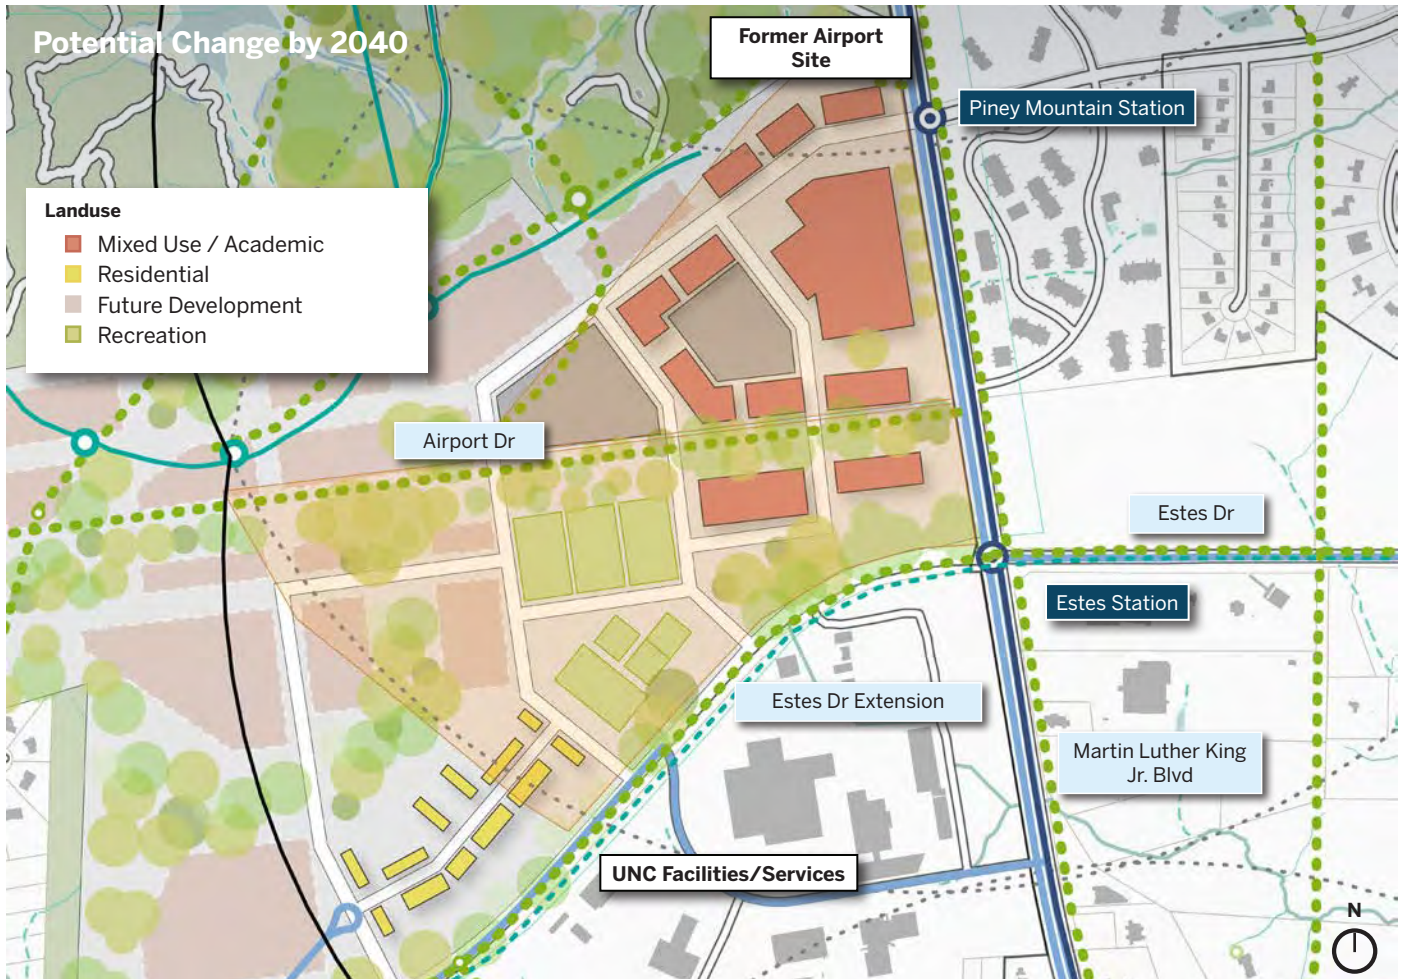 Potential Change by 2040
Former Airport
Site
Piney Mountain Station
Landuse
Mixed Use / Academic
Residential
Future Development
Recreation
Airport Dr
Estes Dr
Estes Station
Estes Dr Extension
Martin Luther King
Jr. Blvd
UNC Facilities/Services
N